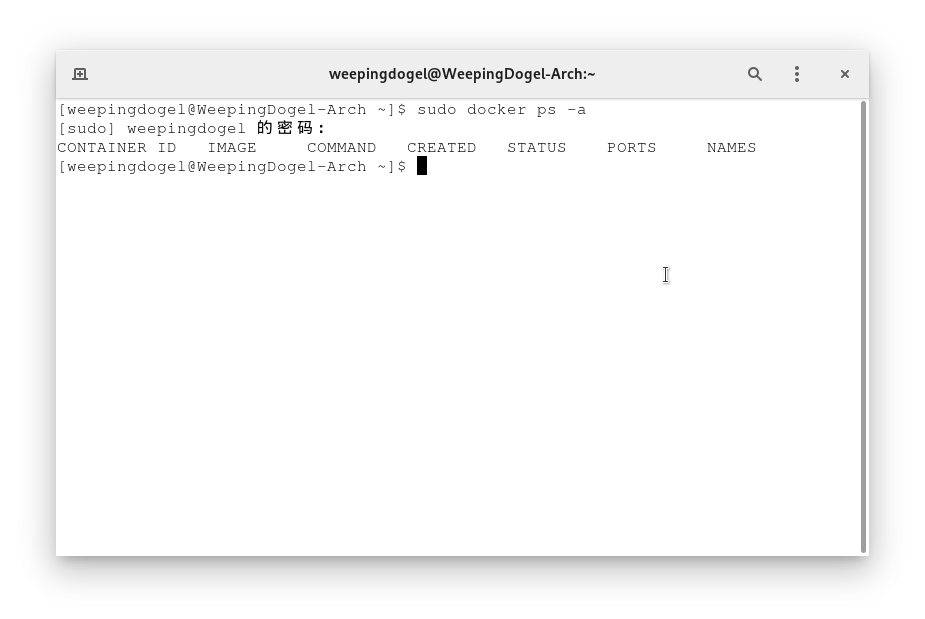 weepingdogel@WeepingDogel-Arch:~
[weepingdogel@WeepingDogel-Arch ~]$ sudo docker ps -a
[sudo] weepingdogel 的密码:
CONTAINER ID   IMAGE     COMMAND   CREATED   STATUS    PORTS     NAMES
[weepingdogel@WeepingDogel-Arch ~]$